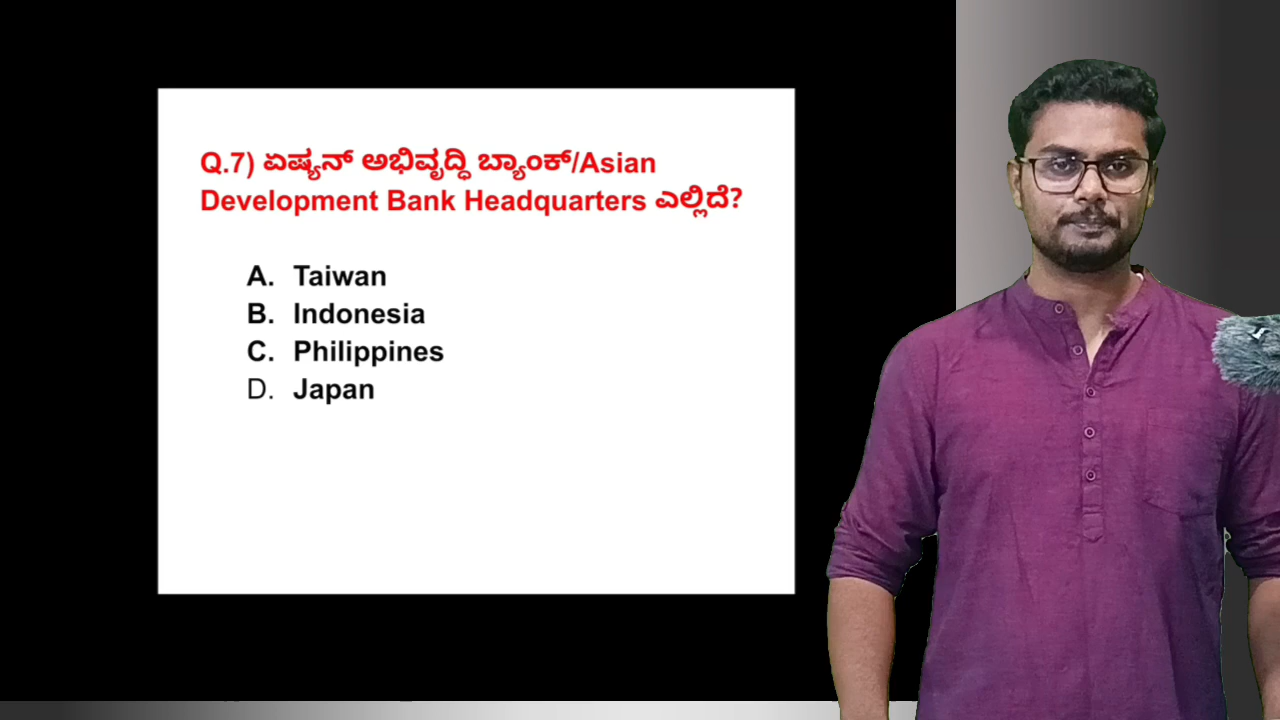 Q.7) ಏಷ್ಯನ್ ಅಭಿವೃದ್ಧಿ ಬ್ಯಾಂಕ್/Asian
Development Bank Headquarters ಎಲ್ಲಿದೆ?
A. Taiwan
B. Indonesia
C. Philippines
D. Japan